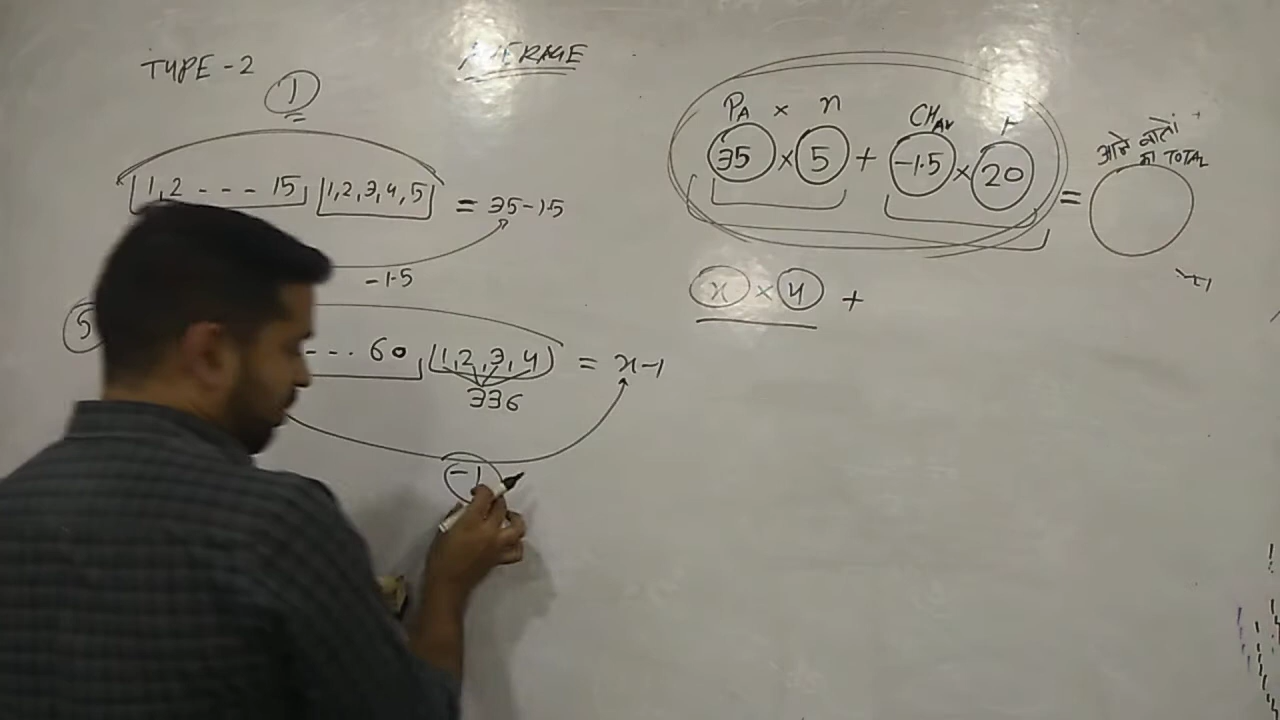 TYPE-2
AVERAGE
1
1,2 - - - 15 1,2,3,4,5 = 35-1.5
-1.5
5
- - - 60 1,2,3,4 = x-1
336
-1
PA × n CHAV r
35 × 5 + -1.5 × 20 =
आने वालो का TOTAL
x × 4 +